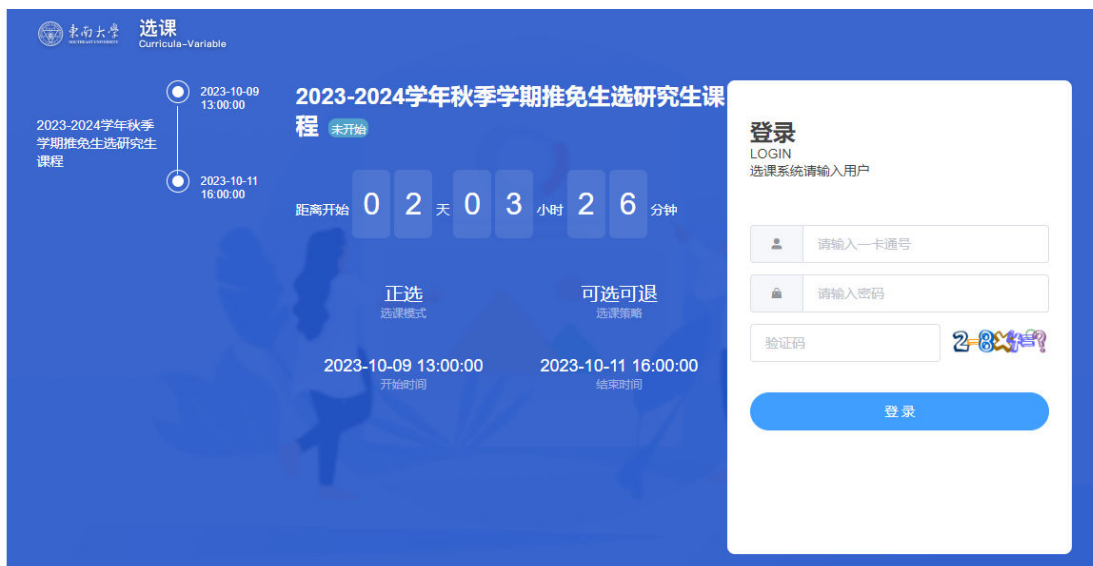 東南大學
SOUTHEAST UNIVERSITY
选课
Curricula-Variable
2023-2024学年秋季
学期推免生选研究生
课程
2023-10-09
13:00:00
2023-10-11
16:00:00
2023-2024学年秋季学期推免生选研究生课
程 未开始
距离开始 0 2 天 0 3 小时 2 6 分钟
正选
选课模式
可选可退
选课策略
2023-10-09 13:00:00
开始时间
2023-10-11 16:00:00
结束时间
登录
LOGIN
选课系统请输入用户
请输入一卡通号
请输入密码
验证码
登 录